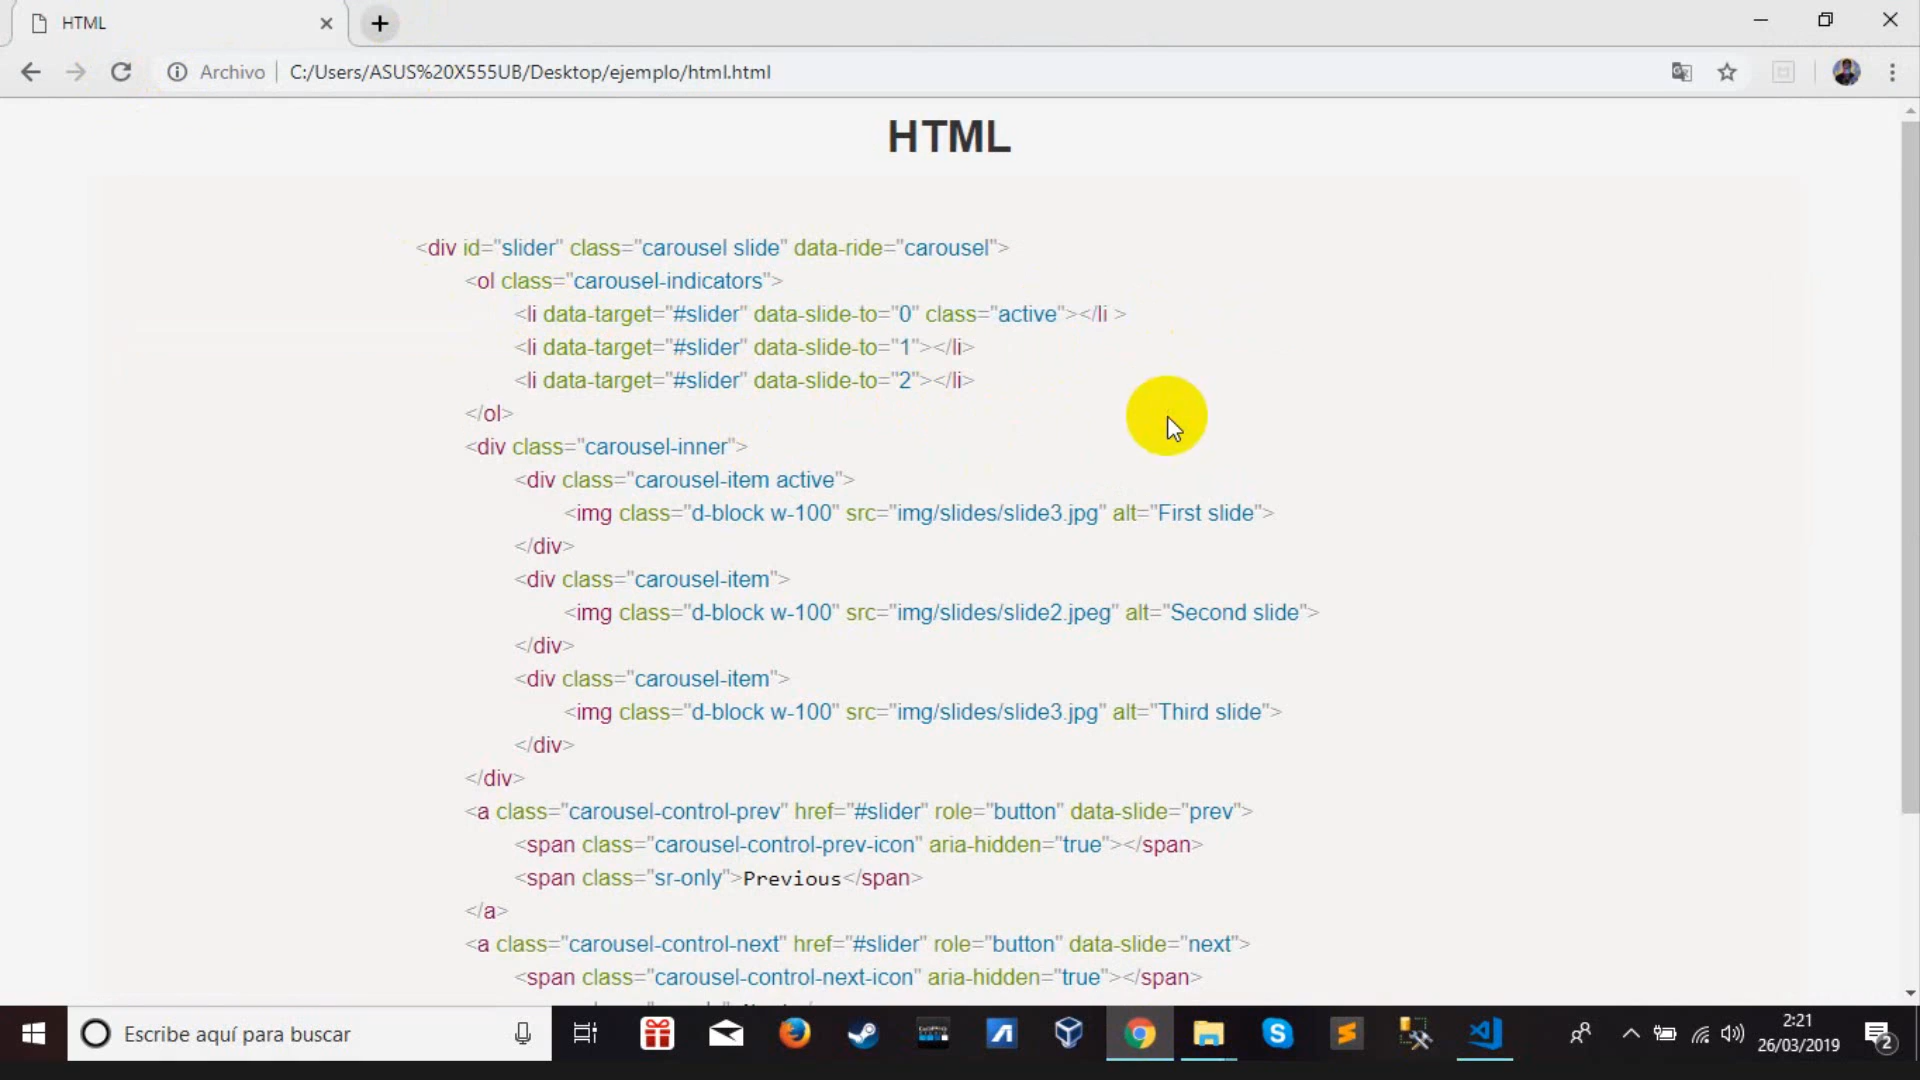 HTML
Archivo C:/Users/ASUS%20X555UB/Desktop/ejemplo/html.html
HTML
<div id="slider" class="carousel slide" data-ride="carousel">
<ol class="carousel-indicators">
<li data-target="#slider" data-slide-to="0" class="active"></li >
<li data-target="#slider" data-slide-to="1"></li>
<li data-target="#slider" data-slide-to="2"></li>
</ol>
<div class="carousel-inner">
<div class="carousel-item active">
<img class="d-block w-100" src="img/slides/slide3.jpg" alt="First slide">
</div>
<div class="carousel-item">
<img class="d-block w-100" src="img/slides/slide2.jpeg" alt="Second slide">
</div>
<div class="carousel-item">
<img class="d-block w-100" src="img/slides/slide3.jpg" alt="Third slide">
</div>
</div>
<a class="carousel-control-prev" href="#slider" role="button" data-slide="prev">
<span class="carousel-control-prev-icon" aria-hidden="true"></span>
<span class="sr-only">Previous</span>
</a>
<a class="carousel-control-next" href="#slider" role="button" data-slide="next">
<span class="carousel-control-next-icon" aria-hidden="true"></span>
Escribe aquí para buscar
2:21
26/03/2019
2